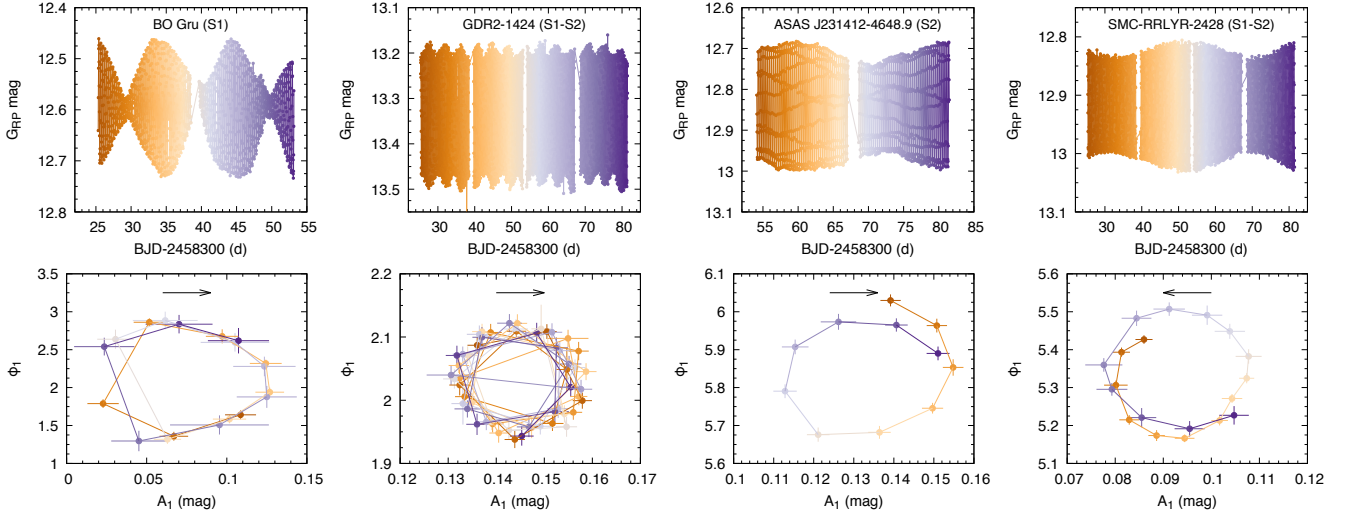 BO Gru (S1)
12.4
12.5
12.6
12.7
12.8
G_RP mag
25 30 35 40 45 50 55
BJD-2458300 (d)
GDR2-1424 (S1-S2)
13.1
13.2
13.3
13.4
13.5
G_RP mag
30 40 50 60 70 80
BJD-2458300 (d)
ASAS J231412-4648.9 (S2)
12.6
12.7
12.8
12.9
13
13.1
G_RP mag
55 60 65 70 75 80 85
BJD-2458300 (d)
SMC-RRLYR-2428 (S1-S2)
12.8
12.9
13
13.1
G_RP mag
30 40 50 60 70 80
BJD-2458300 (d)
3.5
3
2.5
2
1.5
1
Φ1
0 0.05 0.1 0.15
A1 (mag)
2.2
2.1
2
1.9
Φ1
0.12 0.13 0.14 0.15 0.16 0.17
A1 (mag)
6.1
6
5.9
5.8
5.7
5.6
Φ1
0.1 0.11 0.12 0.13 0.14 0.15 0.16
A1 (mag)
5.6
5.5
5.4
5.3
5.2
5.1
Φ1
0.07 0.08 0.09 0.1 0.11 0.12
A1 (mag)